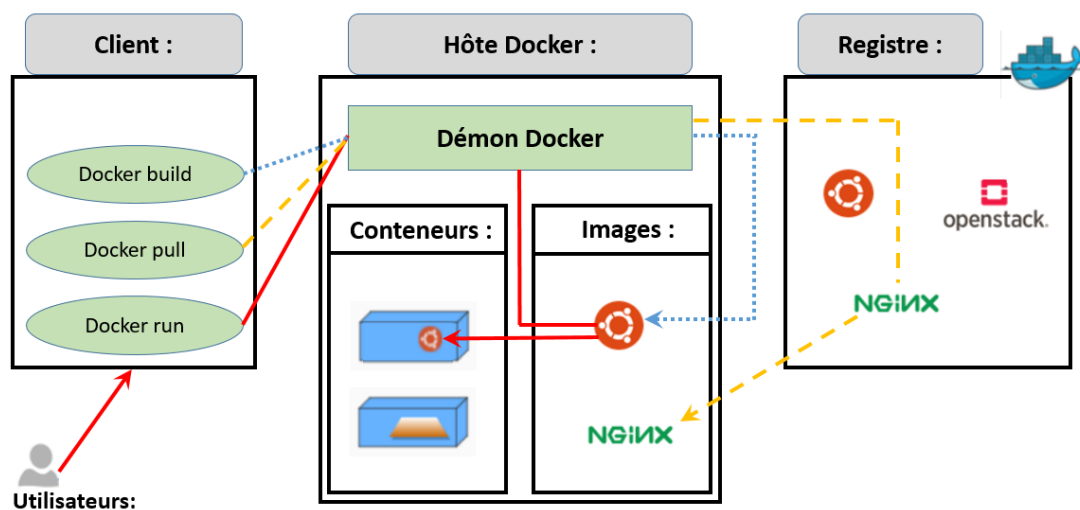 Client :
Hôte Docker :
Registre :
Démon Docker
Docker build
Docker pull
Docker run
Conteneurs :
Images :
openstack.
NGiNX
NGiNX
Utilisateurs: